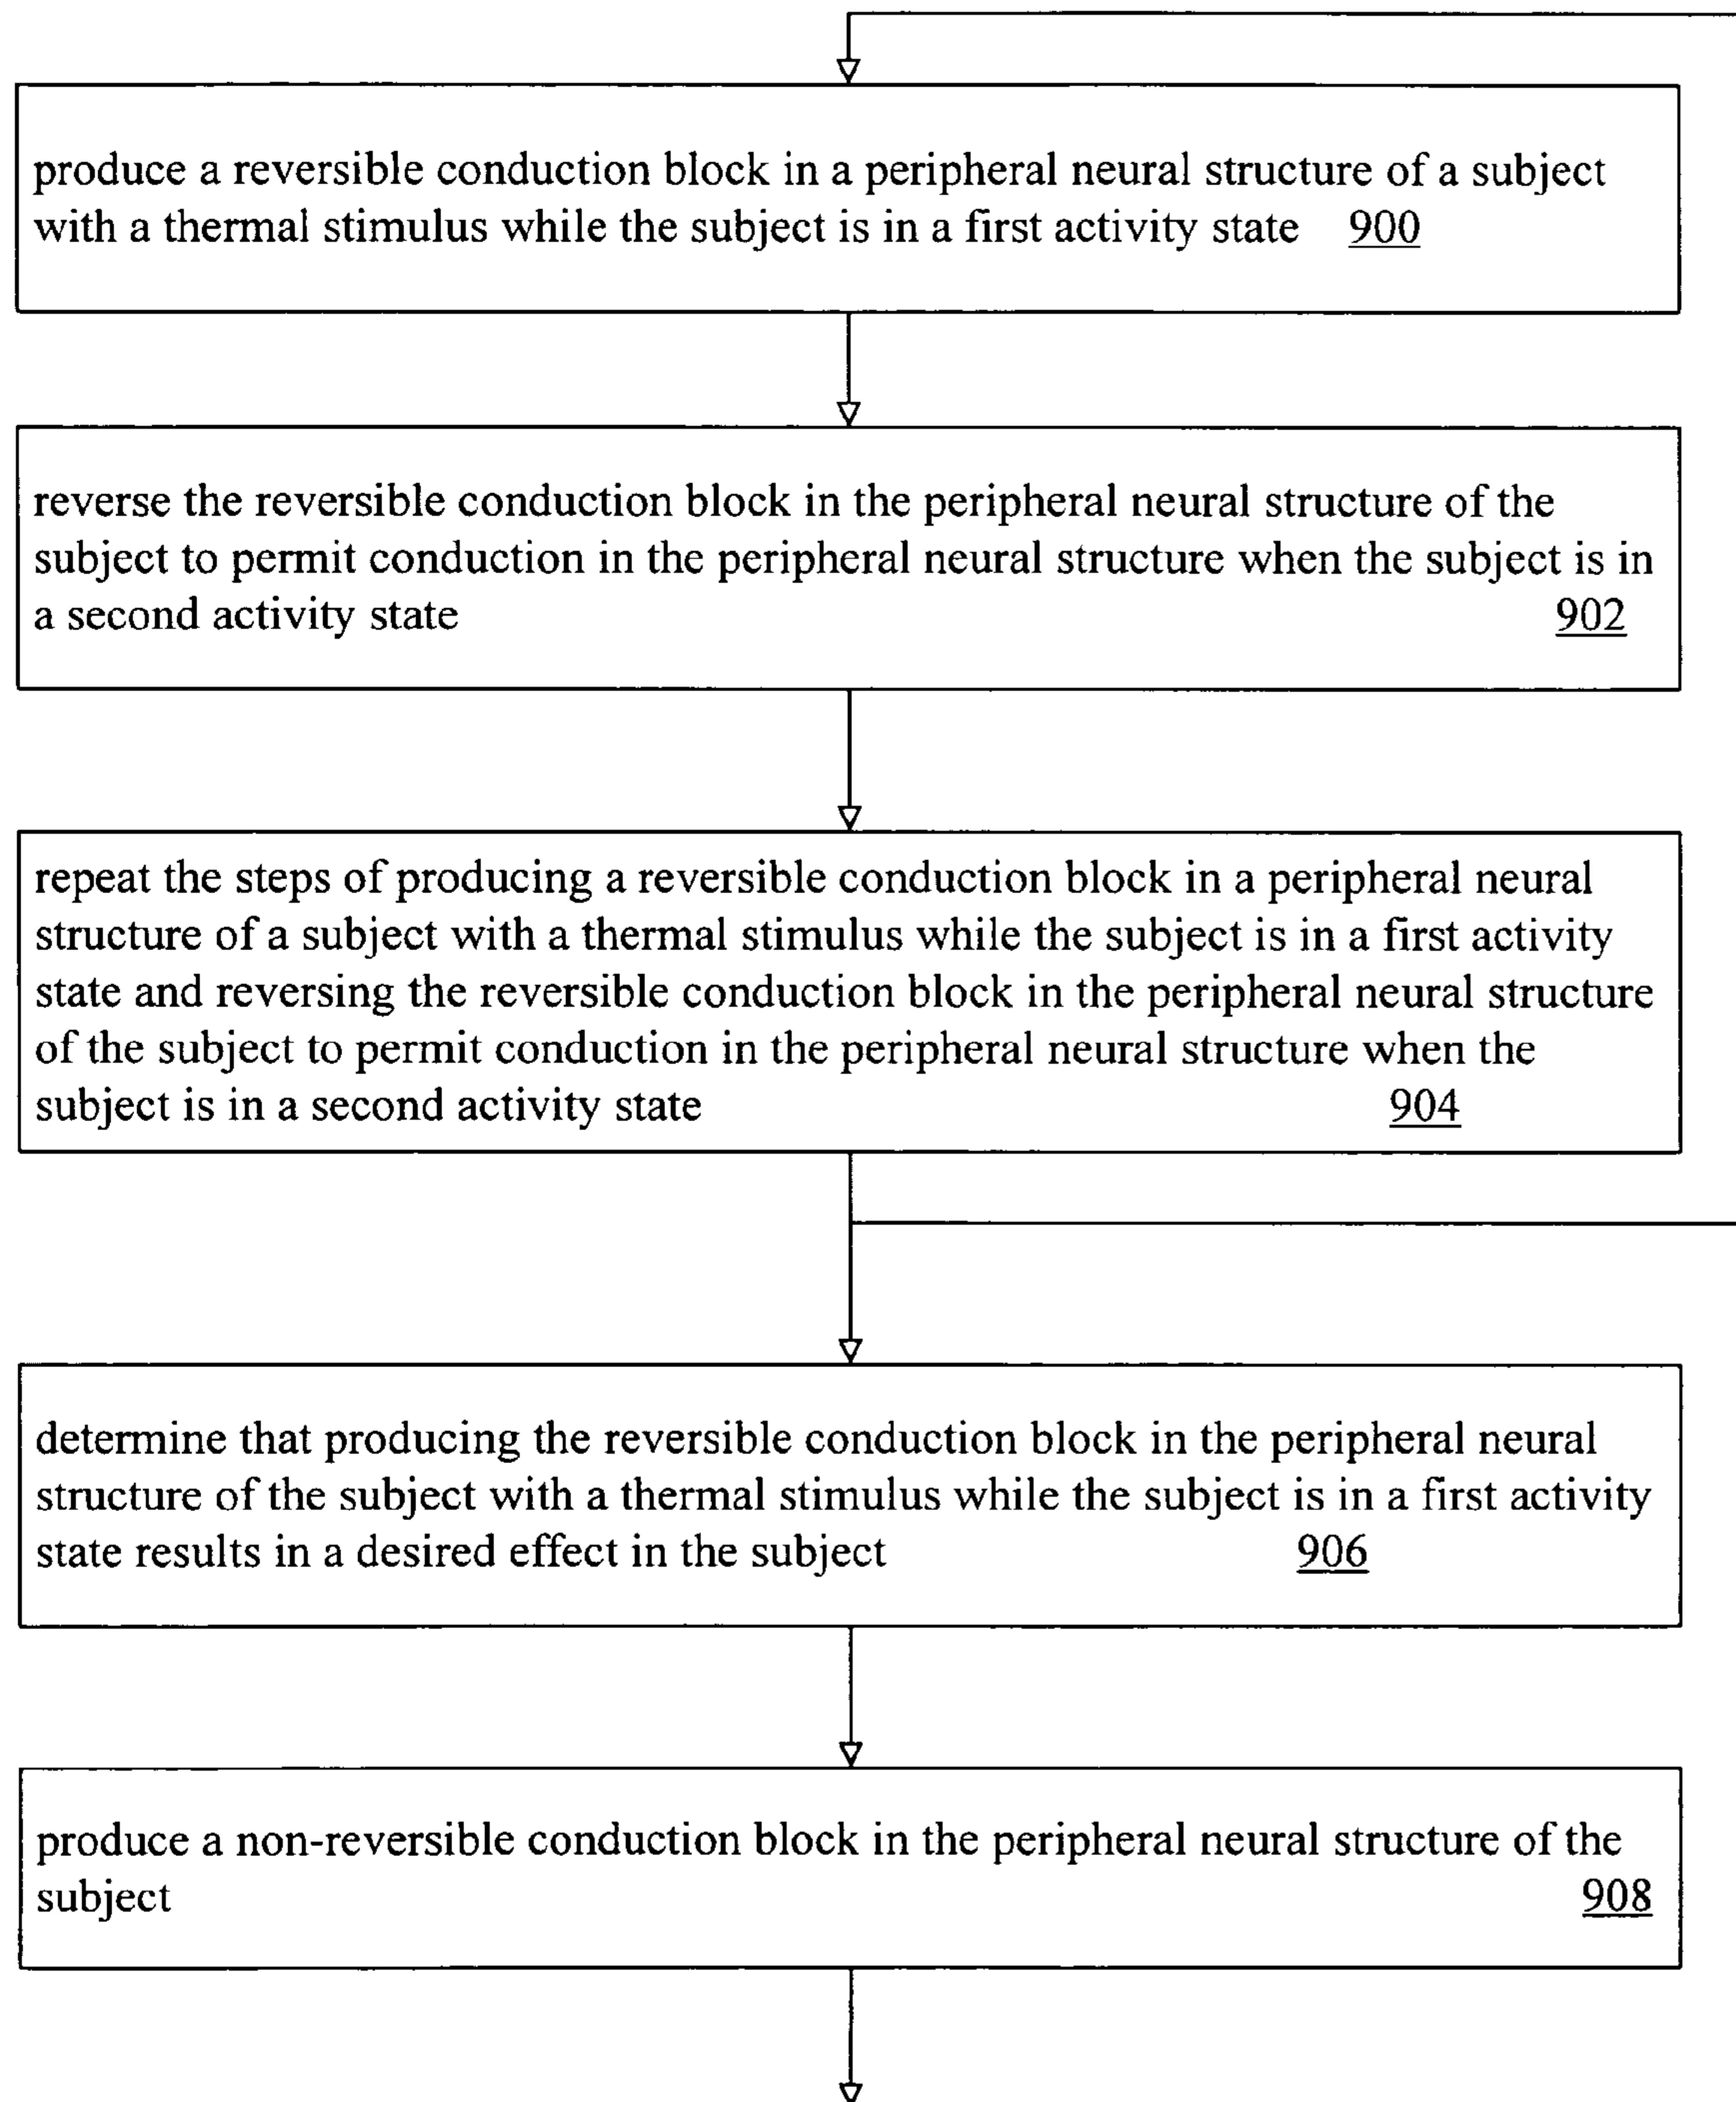 produce a reversible conduction block in a peripheral neural structure of a subject
with a thermal stimulus while the subject is in a first activity state 900
reverse the reversible conduction block in the peripheral neural structure of the
subject to permit conduction in the peripheral neural structure when the subject is in
a second activity state 902
repeat the steps of producing a reversible conduction block in a peripheral neural
structure of a subject with a thermal stimulus while the subject is in a first activity
state and reversing the reversible conduction block in the peripheral neural structure
of the subject to permit conduction in the peripheral neural structure when the
subject is in a second activity state 904
determine that producing the reversible conduction block in the peripheral neural
structure of the subject with a thermal stimulus while the subject is in a first activity
state results in a desired effect in the subject 906
produce a non-reversible conduction block in the peripheral neural structure of the
subject 908